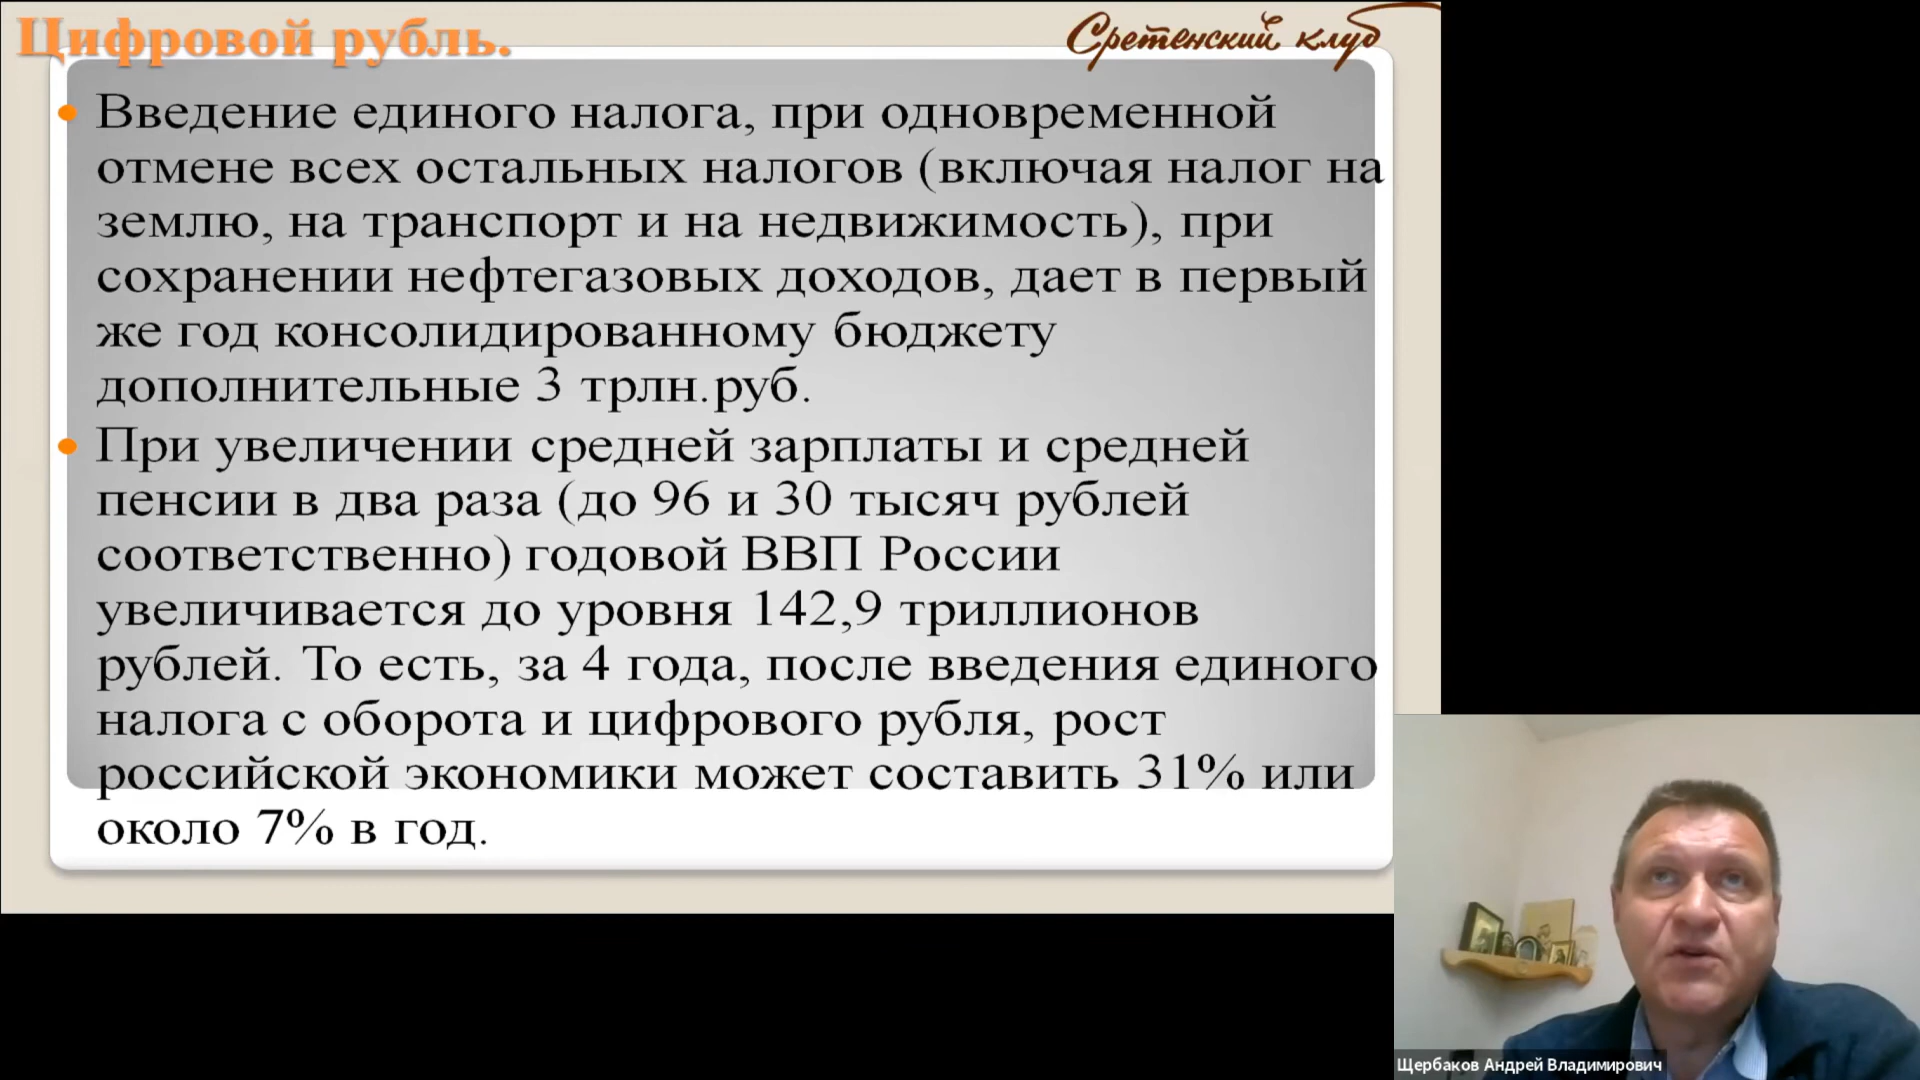 Цифровой рубль.
Сретенский клуб
Введение единого налога, при одновременной
отмене всех остальных налогов (включая налог на
землю, на транспорт и на недвижимость), при
сохранении нефтегазовых доходов, дает в первый
же год консолидированному бюджету
дополнительные 3 трлн.руб.
При увеличении средней зарплаты и средней
пенсии в два раза (до 96 и 30 тысяч рублей
соответственно) годовой ВВП России
увеличивается до уровня 142,9 триллионов
рублей. То есть, за 4 года, после введения единого
налога с оборота и цифрового рубля, рост
российской экономики может составить 31% или
около 7% в год.
Щербаков Андрей Владимирович